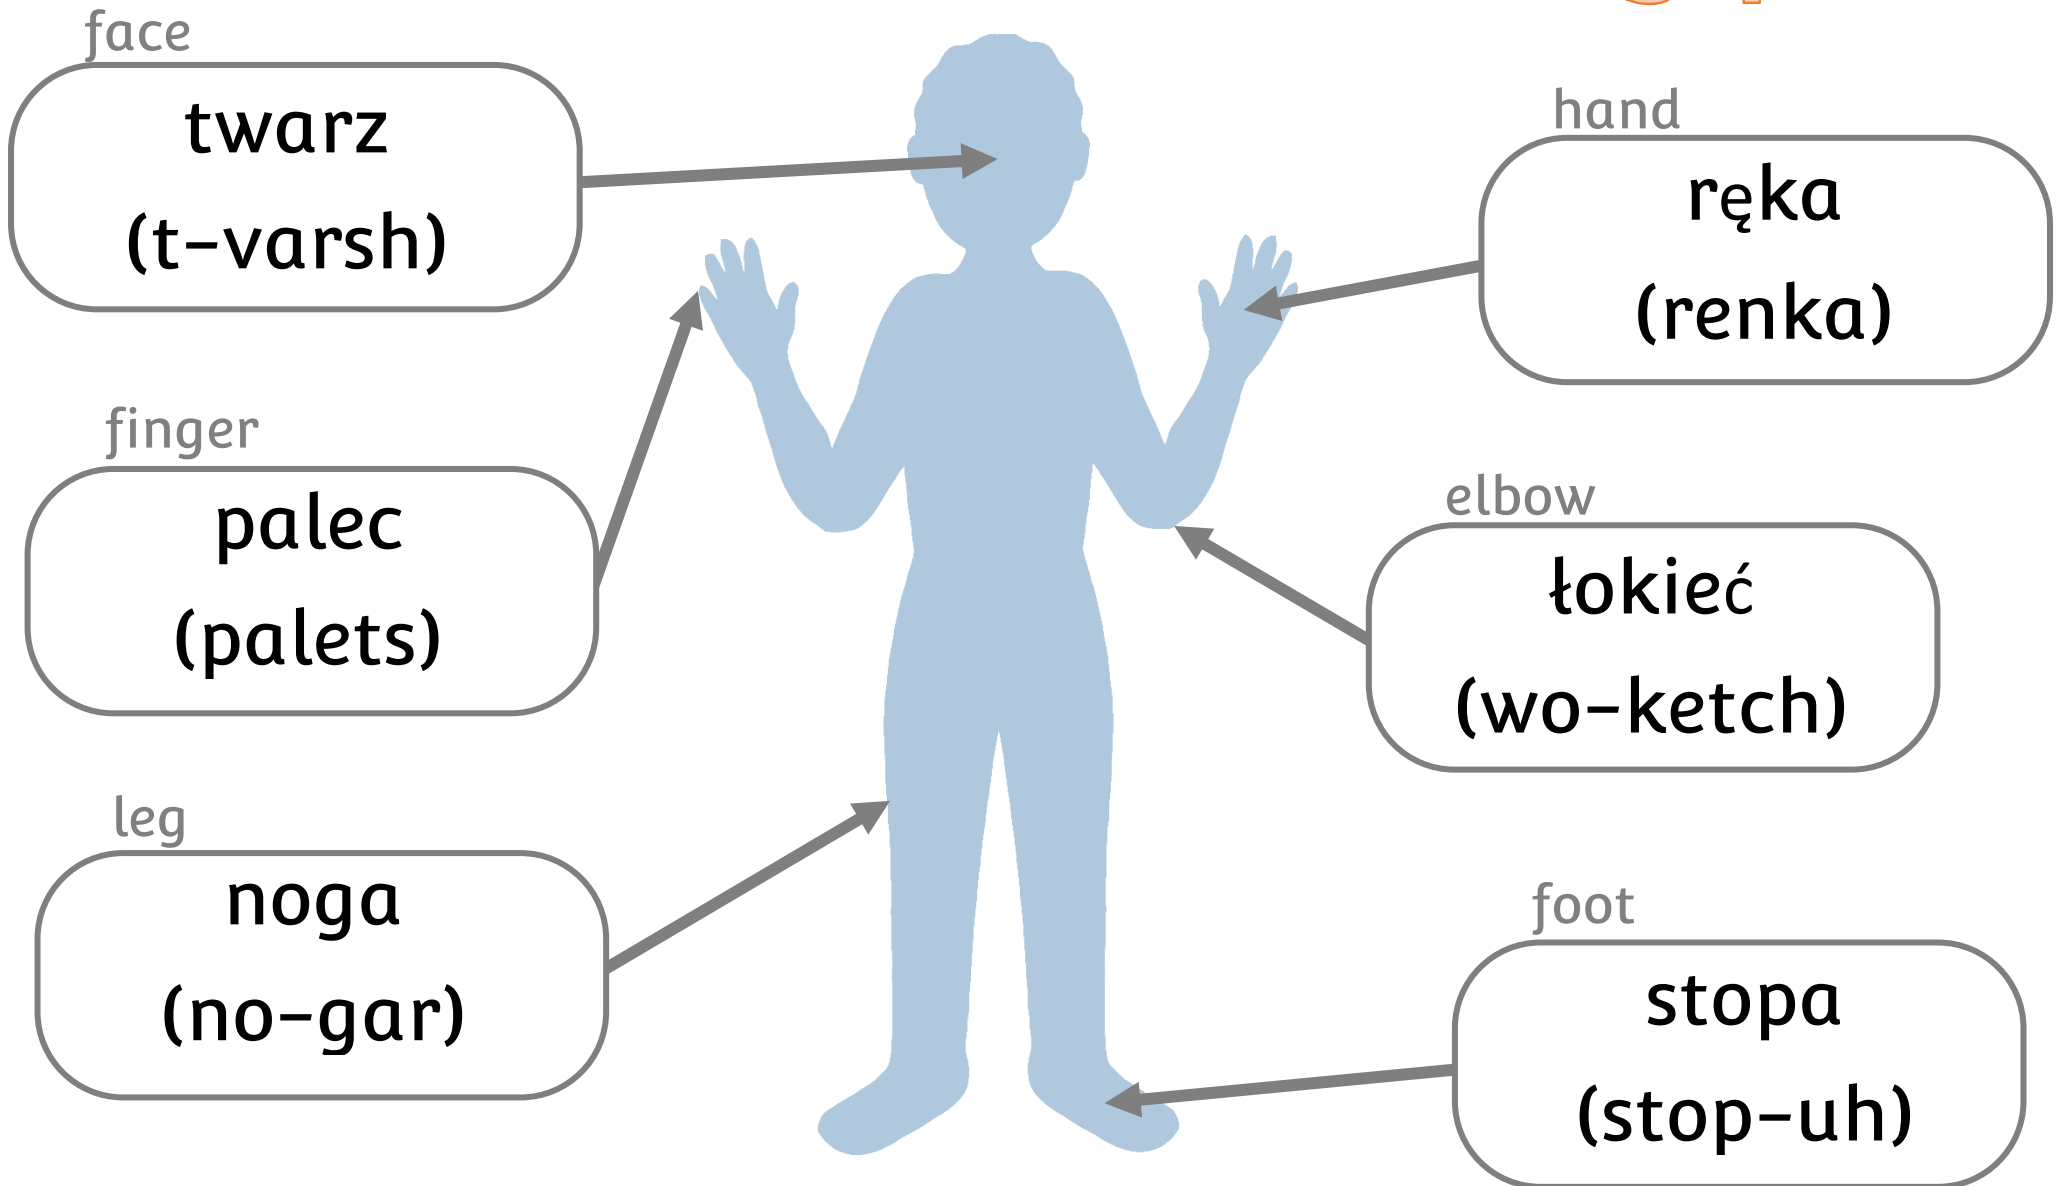 face
twarz
(t-varsh)
hand
ręka
(renka)
finger
palec
(palets)
elbow
łokieć
(wo-ketch)
leg
noga
(no-gar)
foot
stopa
(stop-uh)